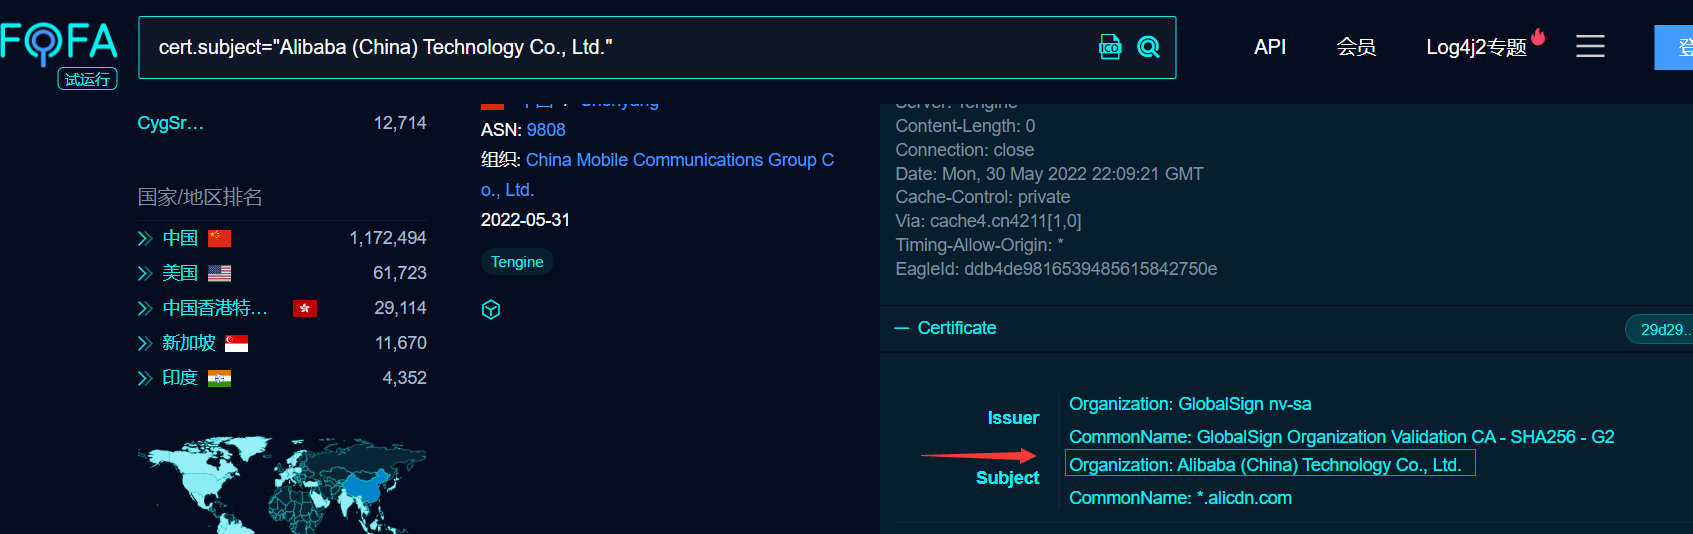 FOFA
试运行
cert.subject="Alibaba (China) Technology Co., Ltd."
ICO
API
会员
Log4j2专题
登
CygSr…
12,714
国家/地区排名
中国 1,172,494
美国 61,723
中国香港特… 29,114
新加坡 11,670
印度 4,352
中国 / Shenyang
ASN: 9808
组织: China Mobile Communications Group C
o., Ltd.
2022-05-31
Tengine
Server: Tengine
Content-Length: 0
Connection: close
Date: Mon, 30 May 2022 22:09:21 GMT
Cache-Control: private
Via: cache4.cn4211[1,0]
Timing-Allow-Origin: *
EagleId: ddb4de9816539485615842750e
Certificate
29d29...
Issuer
Organization: GlobalSign nv-sa
CommonName: GlobalSign Organization Validation CA - SHA256 - G2
Subject
Organization: Alibaba (China) Technology Co., Ltd.
CommonName: *.alicdn.com